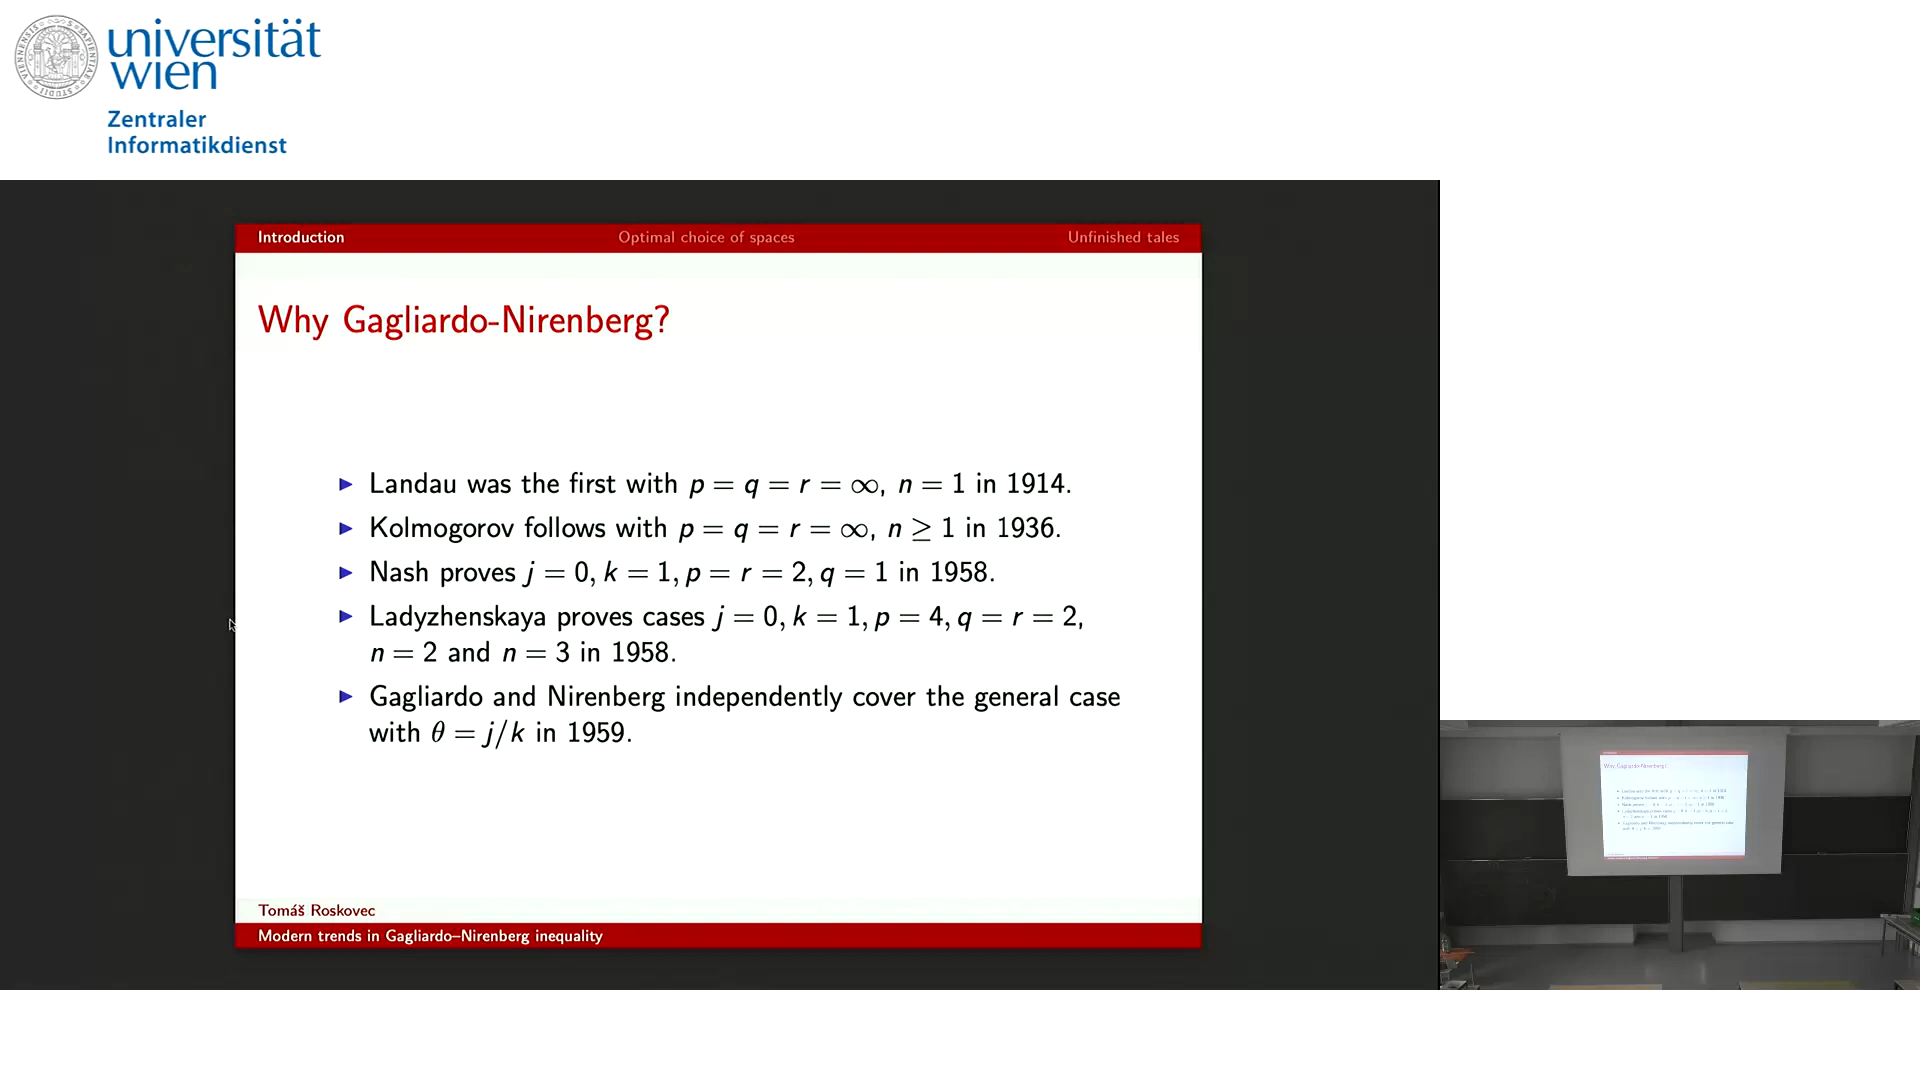 universität
wien
Zentraler
Informatikdienst
Introduction Optimal choice of spaces Unfinished tales
Why Gagliardo-Nirenberg?
▶ Landau was the first with p = q = r = ∞, n = 1 in 1914.
▶ Kolmogorov follows with p = q = r = ∞, n ≥ 1 in 1936.
▶ Nash proves j = 0, k = 1, p = r = 2, q = 1 in 1958.
▶ Ladyzhenskaya proves cases j = 0, k = 1, p = 4, q = r = 2,
n = 2 and n = 3 in 1958.
▶ Gagliardo and Nirenberg independently cover the general case
with θ = j/k in 1959.
Tomáš Roskovec
Modern trends in Gagliardo–Nirenberg inequality
Why Gagliardo-Nirenberg?